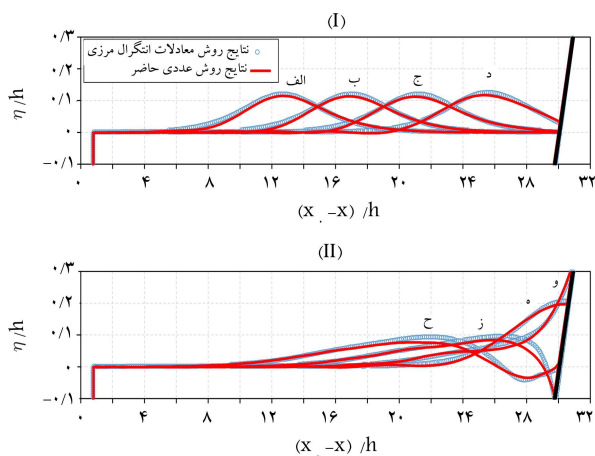 (I)
η/h
۰/۳
۰/۲
۰/۱
۰
-۰/۱
نتایج روش معادلات انتگرال مرزی
نتایج روش عددی حاضر
الف
ب
ج
د
۰ ۴ ۸ ۱۲ ۱۶ ۲۰ ۲۴ ۲۸ ۳۲
(x . -x) /h
(II)
η/h
۰/۳
۰/۲
۰/۱
۰
-۰/۱
و
ه
ز
ح
۰ ۴ ۸ ۱۲ ۱۶ ۲۰ ۲۴ ۲۸ ۳۲
(x . -x) /h